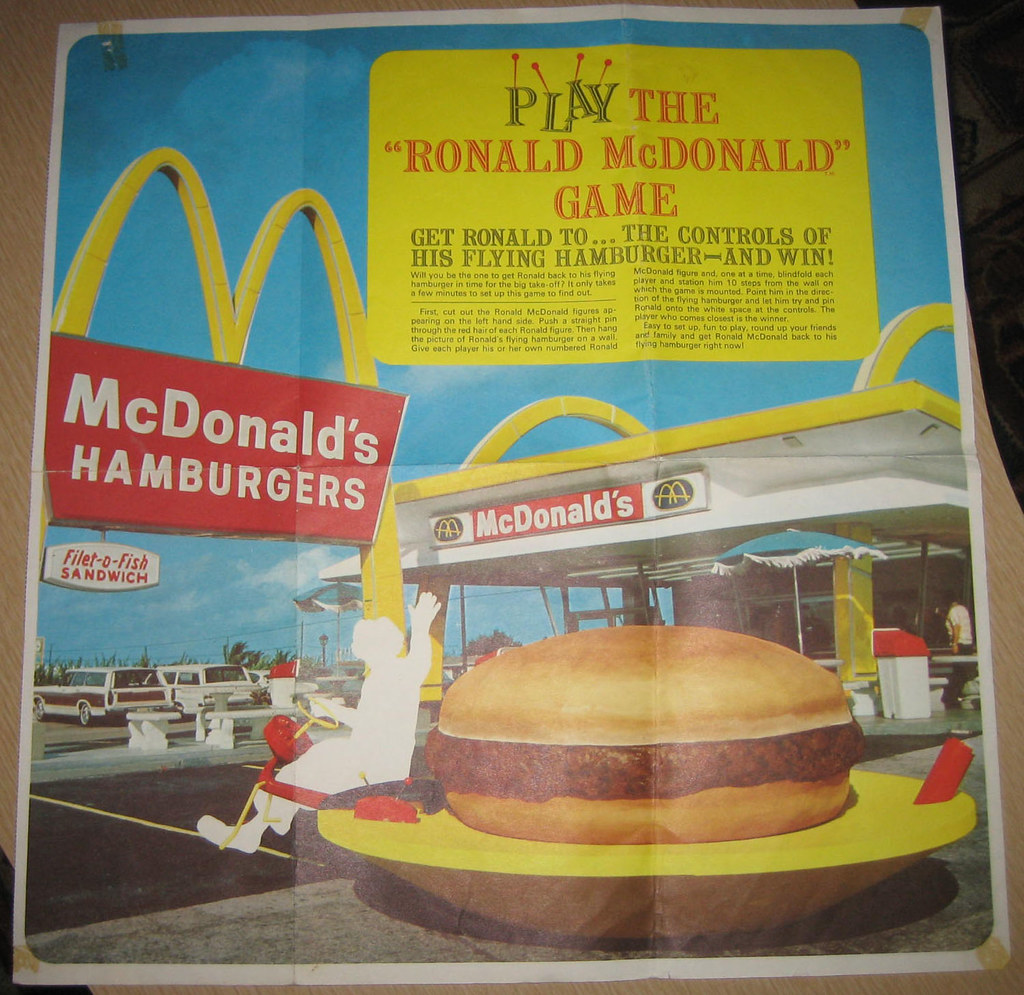 PLAY THE
“RONALD McDONALD”™
GAME
GET RONALD TO... THE CONTROLS OF
HIS FLYING HAMBURGER—AND WIN!
Will you be the one to get Ronald back to his flying
hamburger in time for the big take-off? It only takes
a few minutes to set up this game to find out.
First, cut out the Ronald McDonald figures ap-
pearing on the left hand side. Push a straight pin
through the red hair of each Ronald figure. Then hang
the picture of Ronald's flying hamburger on a wall.
Give each player his or her own numbered Ronald
McDonald figure and, one at a time, blindfold each
player and station him 10 steps from the wall on
which the game is mounted. Point him in the direc-
tion of the flying hamburger and let him try and pin
Ronald onto the white space at the controls. The
player who comes closest is the winner.
Easy to set up, fun to play, round up your friends
and family and get Ronald McDonald back to his
flying hamburger right now!
McDonald's
HAMBURGERS
Filet-o-Fish
SANDWICH
McDonald's